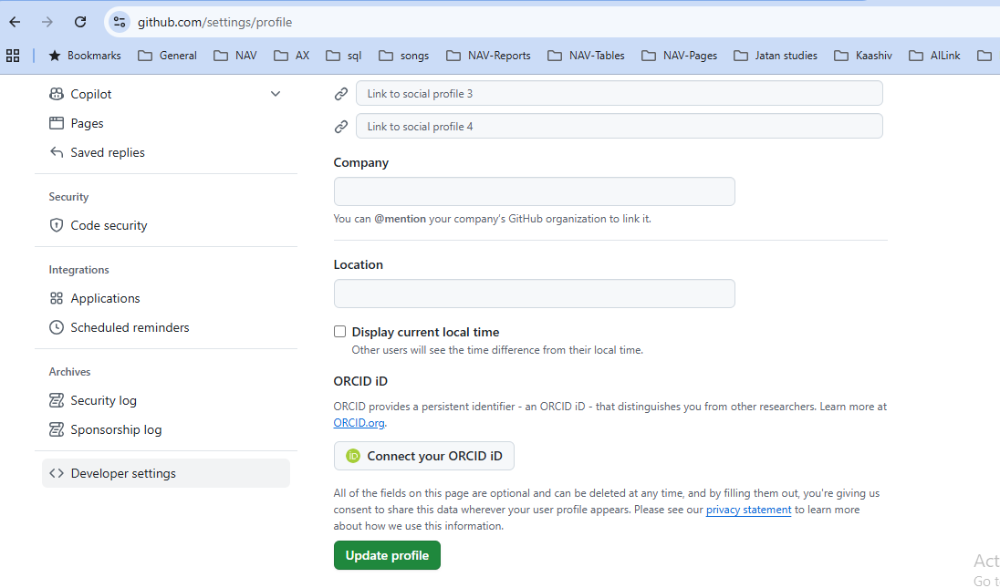 github.com/settings/profile
Bookmarks General NAV AX sql songs NAV-Reports NAV-Tables NAV-Pages Jatan studies Kaashiv AILink
Copilot
Pages
Saved replies
Security
Code security
Integrations
Applications
Scheduled reminders
Archives
Security log
Sponsorship log
Developer settings
Link to social profile 3
Link to social profile 4
Company
You can @mention your company's GitHub organization to link it.
Location
Display current local time
Other users will see the time difference from their local time.
ORCID iD
ORCID provides a persistent identifier - an ORCID iD - that distinguishes you from other researchers. Learn more at
ORCID.org.
iD Connect your ORCID iD
All of the fields on this page are optional and can be deleted at any time, and by filling them out, you're giving us
consent to share this data wherever your user profile appears. Please see our privacy statement to learn more
about how we use this information.
Update profile
Act
Go t